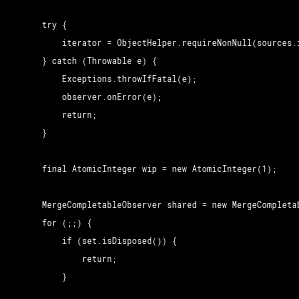 try {
iterator = ObjectHelper.requireNonNull(sources.
} catch (Throwable e) {
Exceptions.throwIfFatal(e);
observer.onError(e);
return;
}
final AtomicInteger wip = new AtomicInteger(1);
MergeCompletableObserver shared = new MergeCompletab
for (;;) {
if (set.isDisposed()) {
return;
}